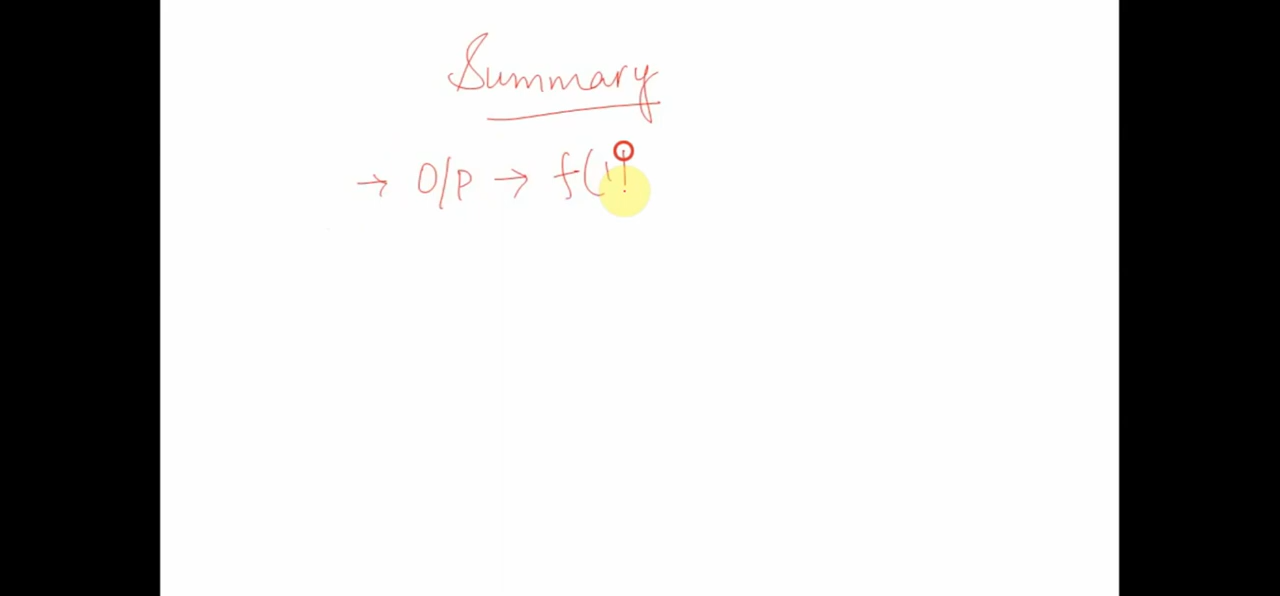 Summary
→ O/P → f(